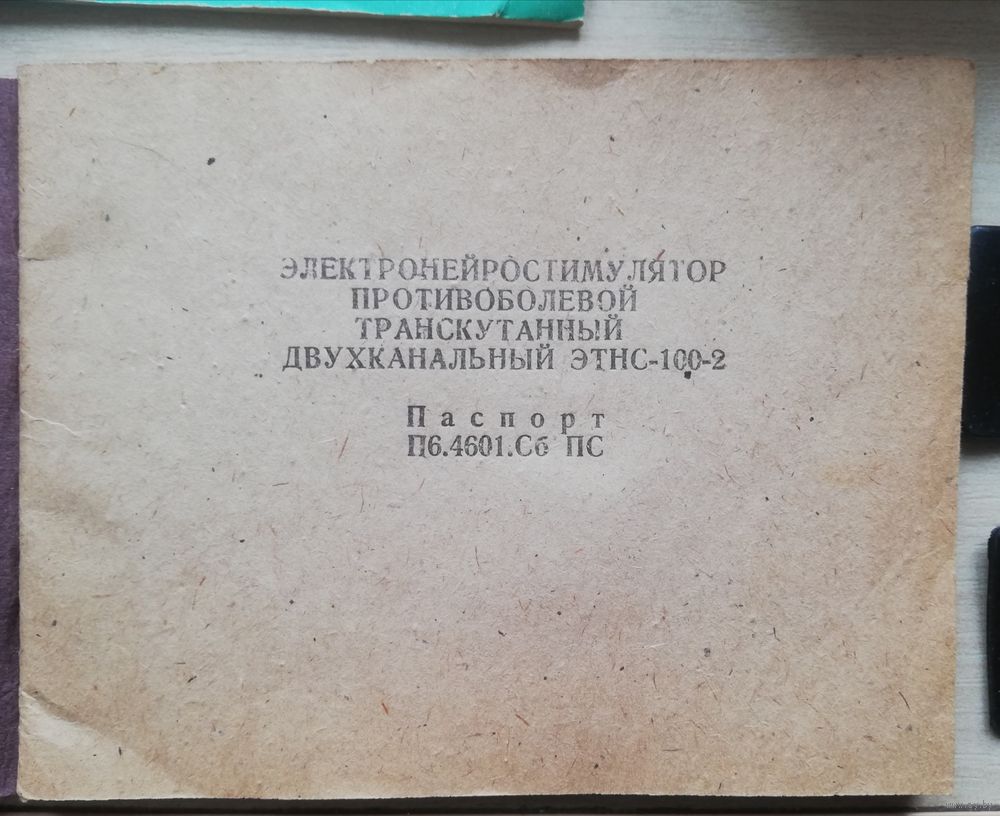 ЭЛЕКТРОНЕЙРОСТИМУЛЯТОР
ПРОТИВОБОЛЕВОЙ
ТРАНСКУТАННЫЙ
ДВУХКАНАЛЬНЫЙ ЭТНС-100-2
Паспорт
П6.4601.Сб ПС